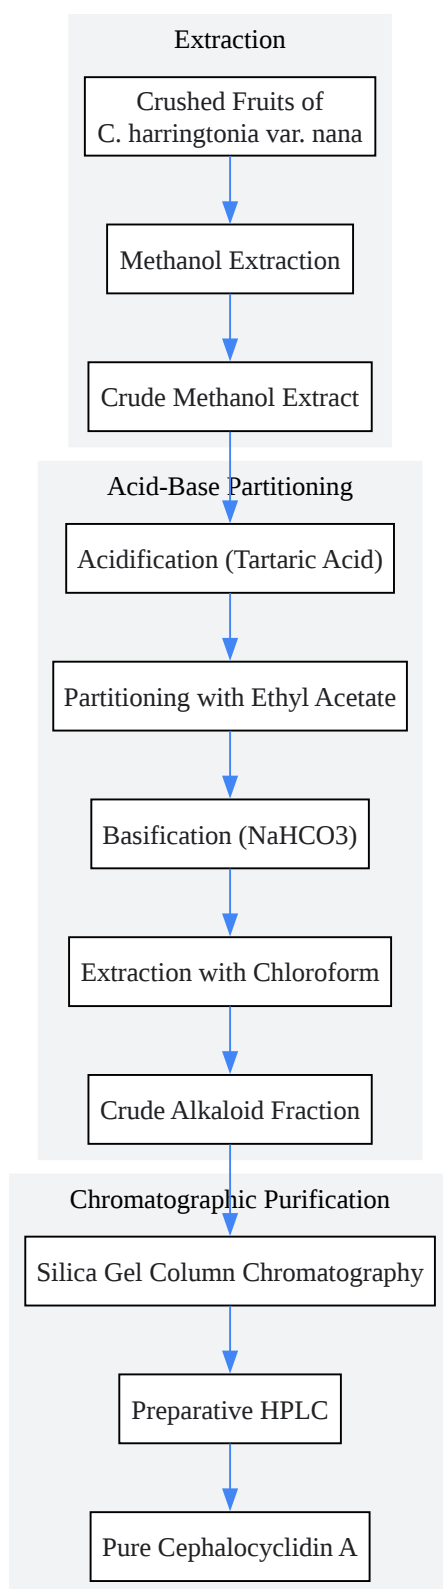 Extraction
Crushed Fruits of
C. harringtonia var. nana
Methanol Extraction
Crude Methanol Extract
Acid-Base Partitioning
Acidification (Tartaric Acid)
Partitioning with Ethyl Acetate
Basification (NaHCO3)
Extraction with Chloroform
Crude Alkaloid Fraction
Chromatographic Purification
Silica Gel Column Chromatography
Preparative HPLC
Pure Cephalocyclidin A